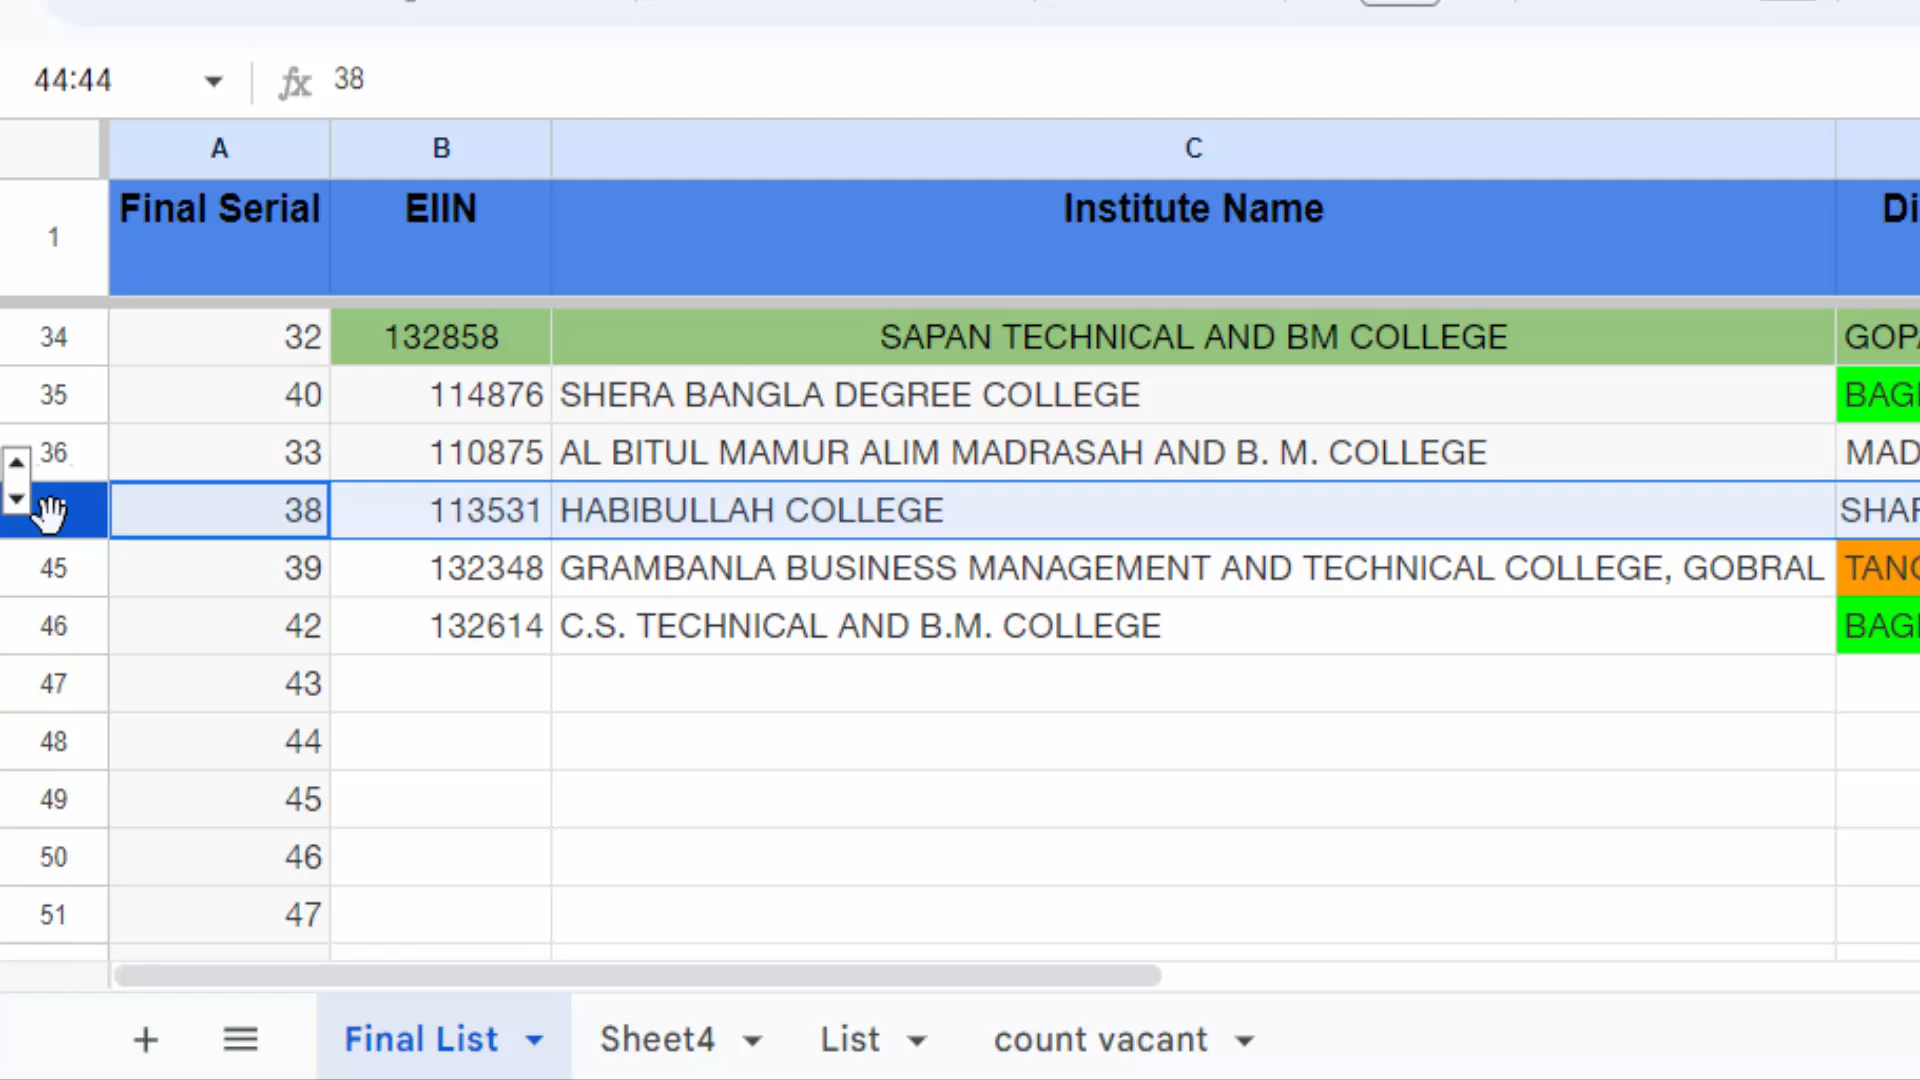 44:44 fx 38
A B C
1 Final Serial EIIN Institute Name Di
34 32 132858 SAPAN TECHNICAL AND BM COLLEGE GOPA
35 40 114876 SHERA BANGLA DEGREE COLLEGE BAG
36 33 110875 AL BITUL MAMUR ALIM MADRASAH AND B. M. COLLEGE MAD
38 113531 HABIBULLAH COLLEGE SHAR
45 39 132348 GRAMBANLA BUSINESS MANAGEMENT AND TECHNICAL COLLEGE, GOBRAL TANG
46 42 132614 C.S. TECHNICAL AND B.M. COLLEGE BAG
47 43
48 44
49 45
50 46
51 47
Final List Sheet4 List count vacant